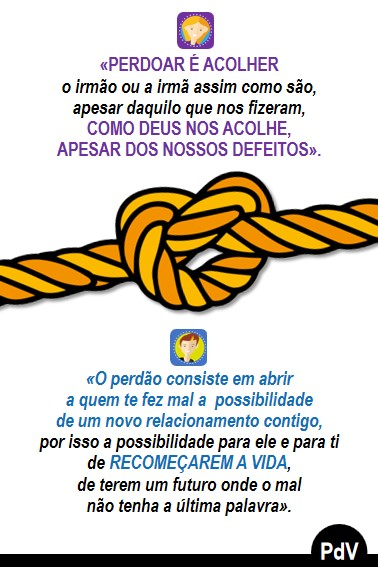 «PERDOAR É ACOLHER
o irmão ou a irmã assim como são,
apesar daquilo que nos fizeram,
COMO DEUS NOS ACOLHE,
APESAR DOS NOSSOS DEFEITOS».
«O perdão consiste em abrir
a quem te fez mal a possibilidade
de um novo relacionamento contigo,
por isso a possibilidade para ele e para ti
de RECOMEÇAREM A VIDA,
de terem um futuro onde o mal
não tenha a última palavra».
PdV